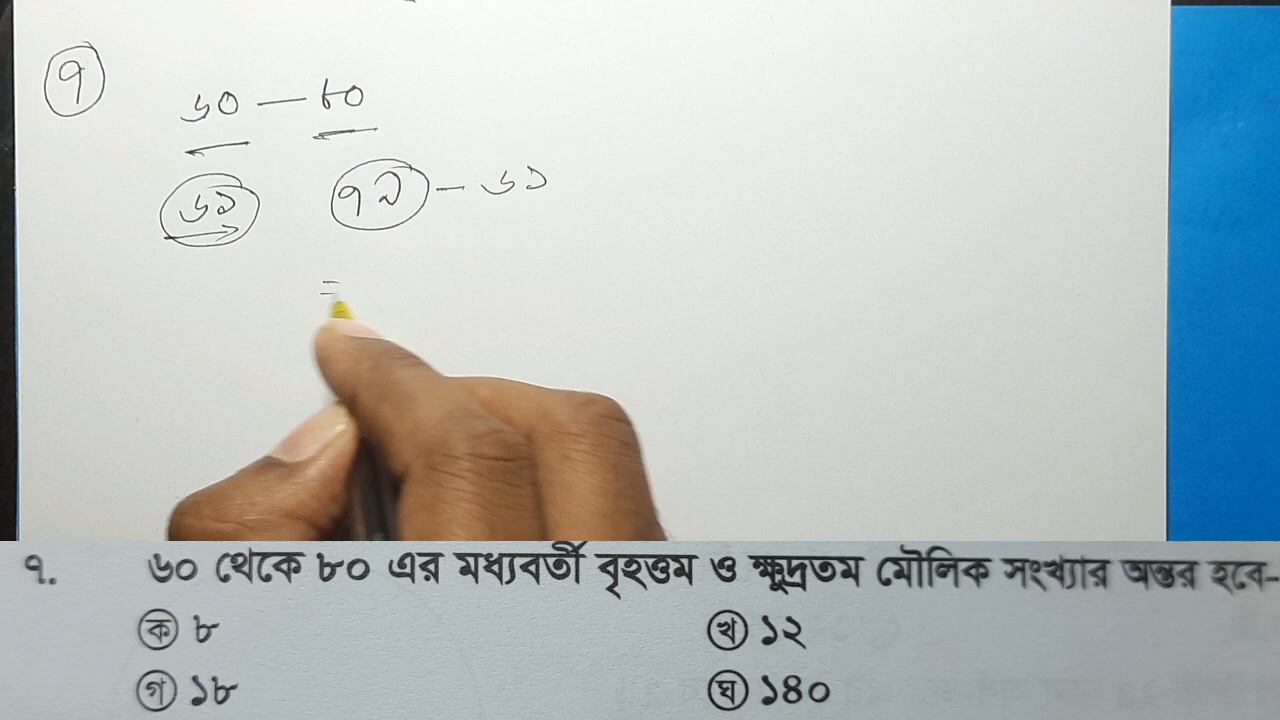 ৭
৬০ — ৮০
৬১ ৭৯ – ৬১
=
৭. ৬০ থেকে ৮০ এর মধ্যবর্তী বৃহত্তম ও ক্ষুদ্রতম মৌলিক সংখ্যার অন্তর হবে-
ক ৮ খ ১২
গ ১৮ ঘ ১৪০